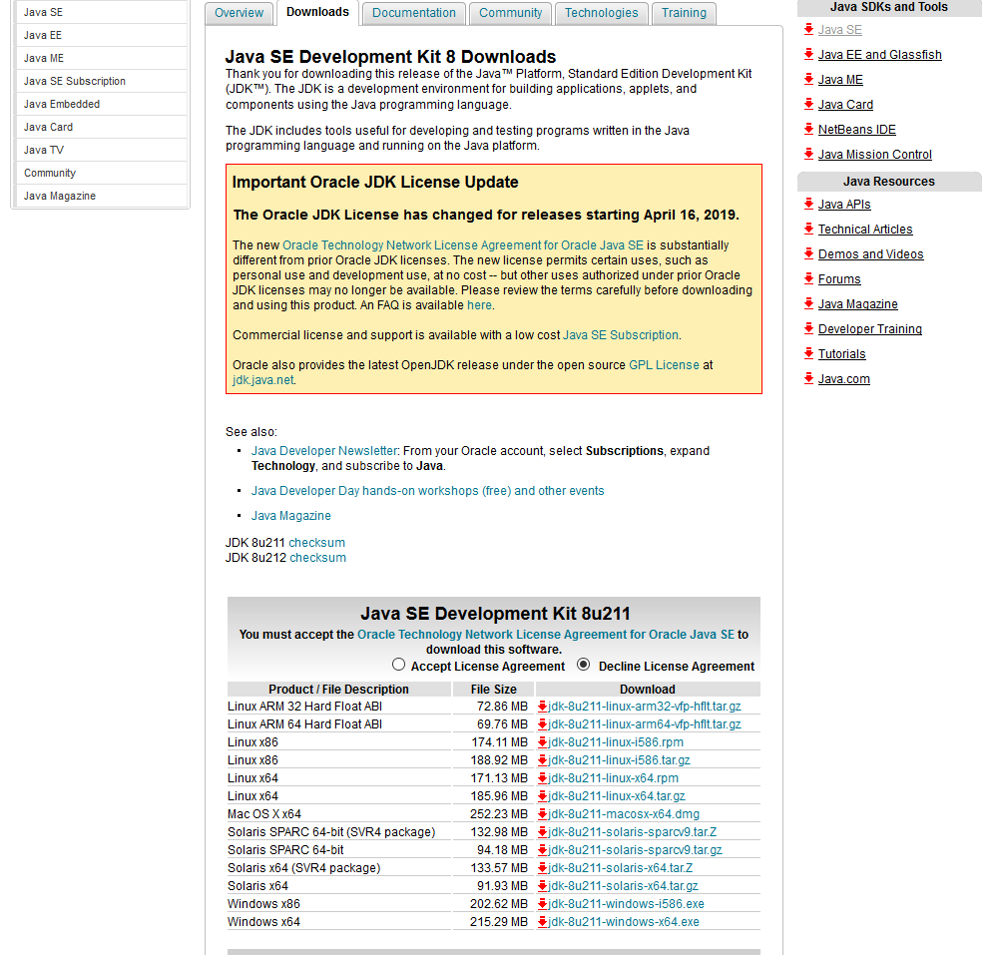 Java SE
Java EE
Java ME
Java SE Subscription
Java Embedded
Java Card
Java TV
Community
Java Magazine
Overview
Downloads
Documentation
Community
Technologies
Training
Java SE Development Kit 8 Downloads
Thank you for downloading this release of the Java™ Platform, Standard Edition Development Kit
(JDK™). The JDK is a development environment for building applications, applets, and
components using the Java programming language.
The JDK includes tools useful for developing and testing programs written in the Java
programming language and running on the Java platform.
Important Oracle JDK License Update
The Oracle JDK License has changed for releases starting April 16, 2019.
The new Oracle Technology Network License Agreement for Oracle Java SE is substantially
different from prior Oracle JDK licenses. The new license permits certain uses, such as
personal use and development use, at no cost -- but other uses authorized under prior Oracle
JDK licenses may no longer be available. Please review the terms carefully before downloading
and using this product. An FAQ is available here.
Commercial license and support is available with a low cost Java SE Subscription.
Oracle also provides the latest OpenJDK release under the open source GPL License at
jdk.java.net.
See also:
Java Developer Newsletter: From your Oracle account, select Subscriptions, expand
Technology, and subscribe to Java.
Java Developer Day hands-on workshops (free) and other events
Java Magazine
JDK 8u211 checksum
JDK 8u212 checksum
Java SE Development Kit 8u211
You must accept the Oracle Technology Network License Agreement for Oracle Java SE to
download this software.
Accept License Agreement Decline License Agreement
Product / File Description File Size Download
Linux ARM 32 Hard Float ABI 72.86 MB jdk-8u211-linux-arm32-vfp-hflt.tar.gz
Linux ARM 64 Hard Float ABI 69.76 MB jdk-8u211-linux-arm64-vfp-hflt.tar.gz
Linux x86 174.11 MB jdk-8u211-linux-i586.rpm
Linux x86 188.92 MB jdk-8u211-linux-i586.tar.gz
Linux x64 171.13 MB jdk-8u211-linux-x64.rpm
Linux x64 185.96 MB jdk-8u211-linux-x64.tar.gz
Mac OS X x64 252.23 MB jdk-8u211-macosx-x64.dmg
Solaris SPARC 64-bit (SVR4 package) 132.98 MB jdk-8u211-solaris-sparcv9.tar.Z
Solaris SPARC 64-bit 94.18 MB jdk-8u211-solaris-sparcv9.tar.gz
Solaris x64 (SVR4 package) 133.57 MB jdk-8u211-solaris-x64.tar.Z
Solaris x64 91.93 MB jdk-8u211-solaris-x64.tar.gz
Windows x86 202.62 MB jdk-8u211-windows-i586.exe
Windows x64 215.29 MB jdk-8u211-windows-x64.exe
Java SDKs and Tools
Java SE
Java EE and Glassfish
Java ME
Java Card
NetBeans IDE
Java Mission Control
Java Resources
Java APIs
Technical Articles
Demos and Videos
Forums
Java Magazine
Developer Training
Tutorials
Java.com